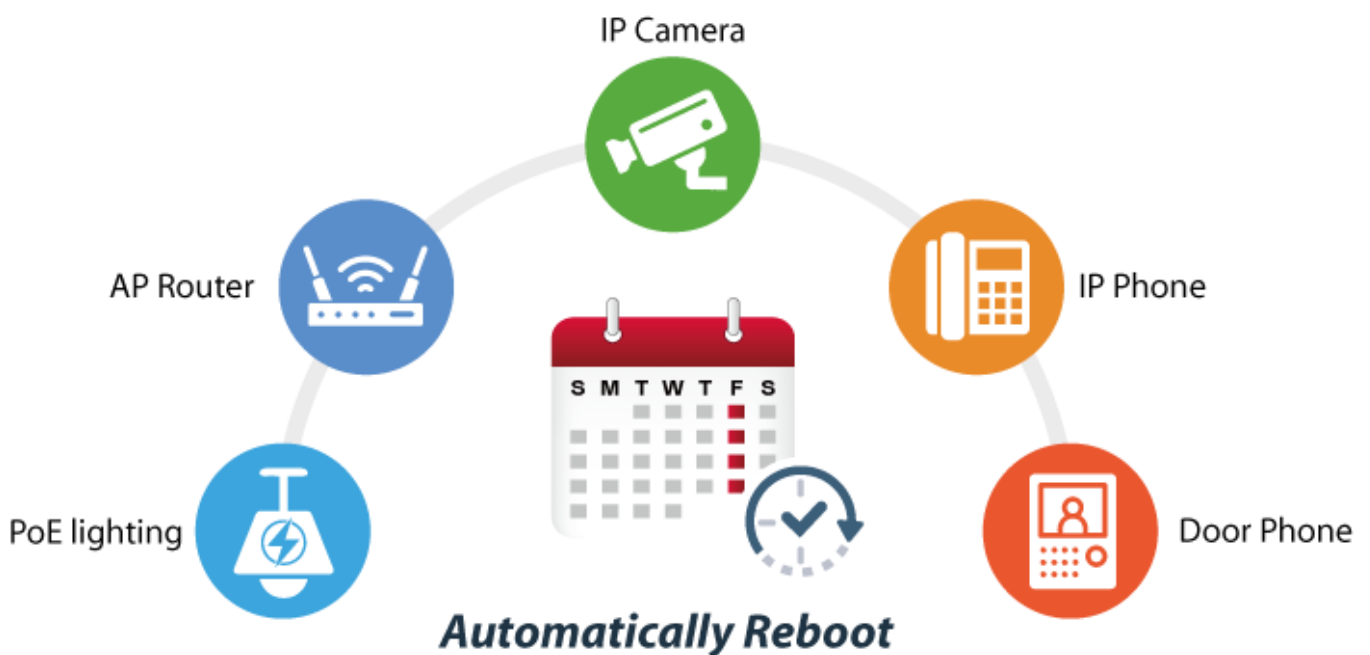 IP Camera
AP Router
IP Phone
S M T W T F S
PoE lighting
Door Phone
Automatically Reboot